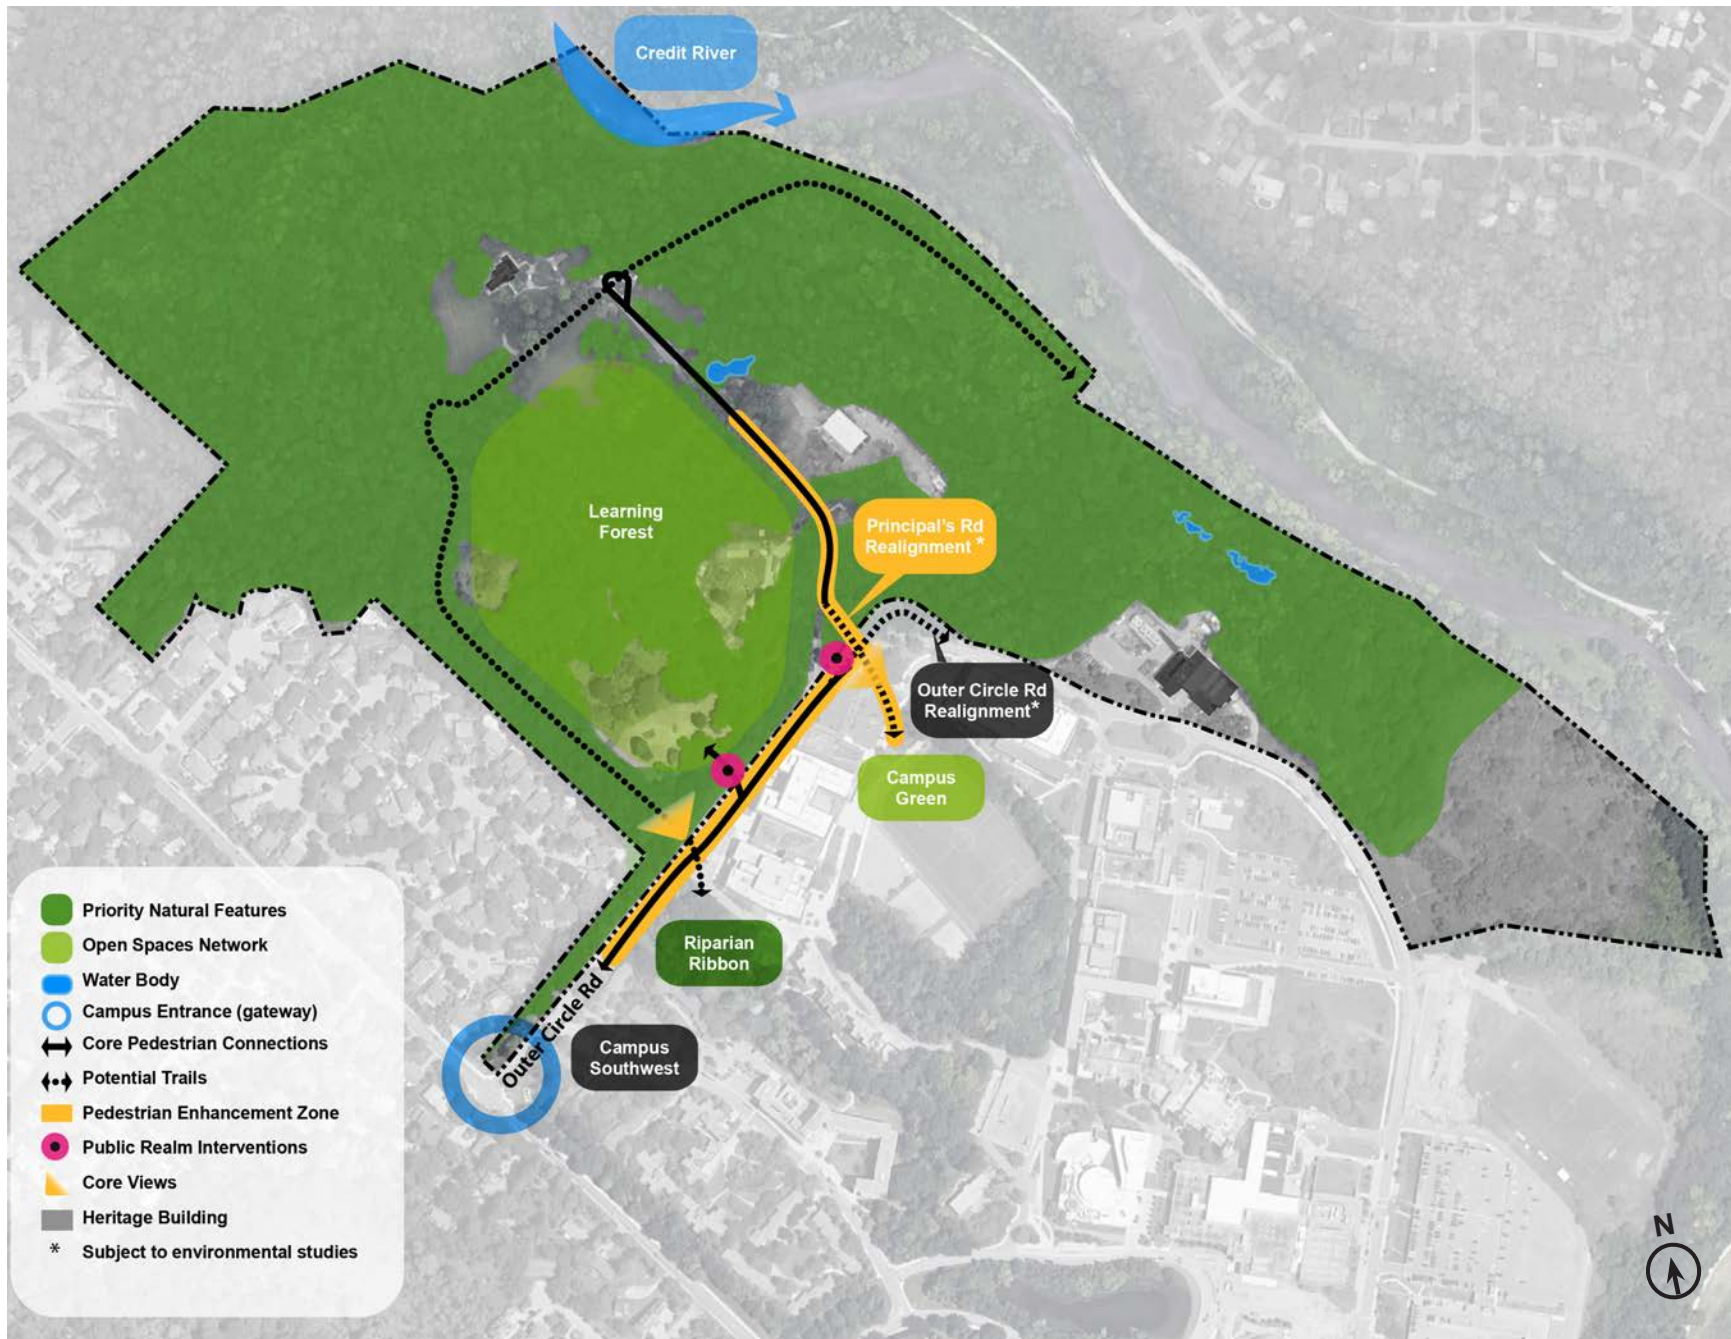 Credit River
Learning
Forest
Principal's Rd
Realignment *
Outer Circle Rd
Realignment*
Campus
Green
Riparian
Ribbon
Outer Circle Rd
Campus
Southwest
Priority Natural Features
Open Spaces Network
Water Body
Campus Entrance (gateway)
Core Pedestrian Connections
Potential Trails
Pedestrian Enhancement Zone
Public Realm Interventions
Core Views
Heritage Building
* Subject to environmental studies
N